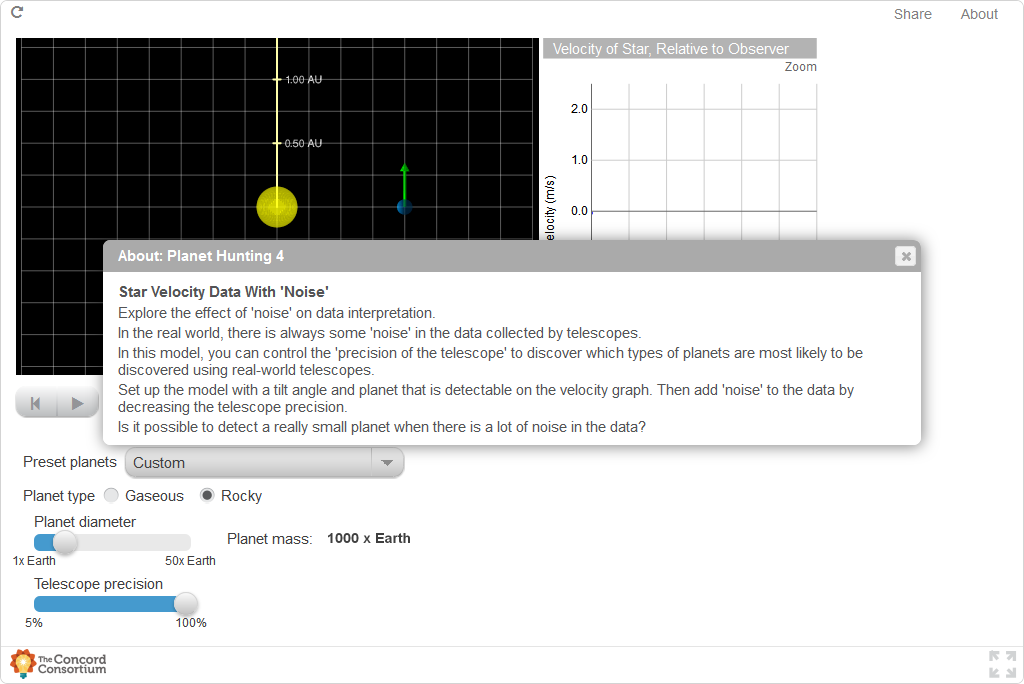 Share About
Velocity of Star, Relative to Observer
Zoom
1.00 AU
0.50 AU
2.0
1.0
0.0
elocity (m/s)
About: Planet Hunting 4
Star Velocity Data With 'Noise'
Explore the effect of 'noise' on data interpretation.
In the real world, there is always some 'noise' in the data collected by telescopes.
In this model, you can control the 'precision of the telescope' to discover which types of planets are most likely to be
discovered using real-world telescopes.
Set up the model with a tilt angle and planet that is detectable on the velocity graph. Then add 'noise' to the data by
decreasing the telescope precision.
Is it possible to detect a really small planet when there is a lot of noise in the data?
Preset planets Custom
Planet type Gaseous Rocky
Planet diameter
Planet mass: 1000 x Earth
1x Earth 50x Earth
Telescope precision
5% 100%
The Concord
Consortium